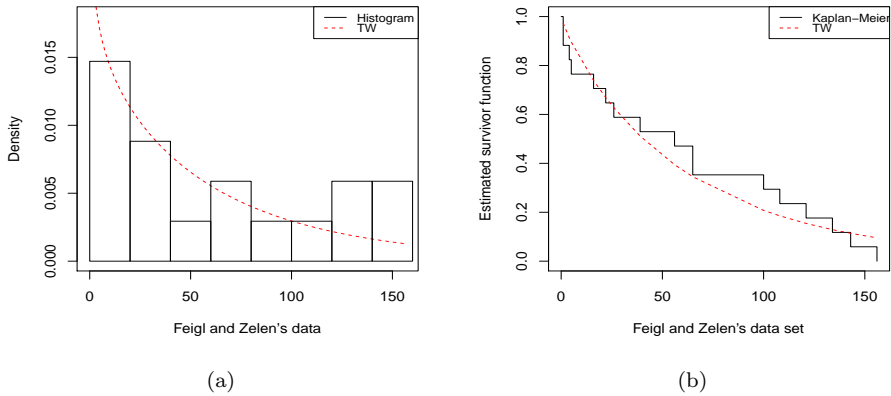 Histogram
TW
Density
0.000
0.005
0.010
0.015
0
50
100
150
Feigl and Zelen's data
(a)
Kaplan−Meier
TW
Estimated survivor function
0.0
0.2
0.4
0.6
0.8
1.0
0
50
100
150
Feigl and Zelen's data set
(b)